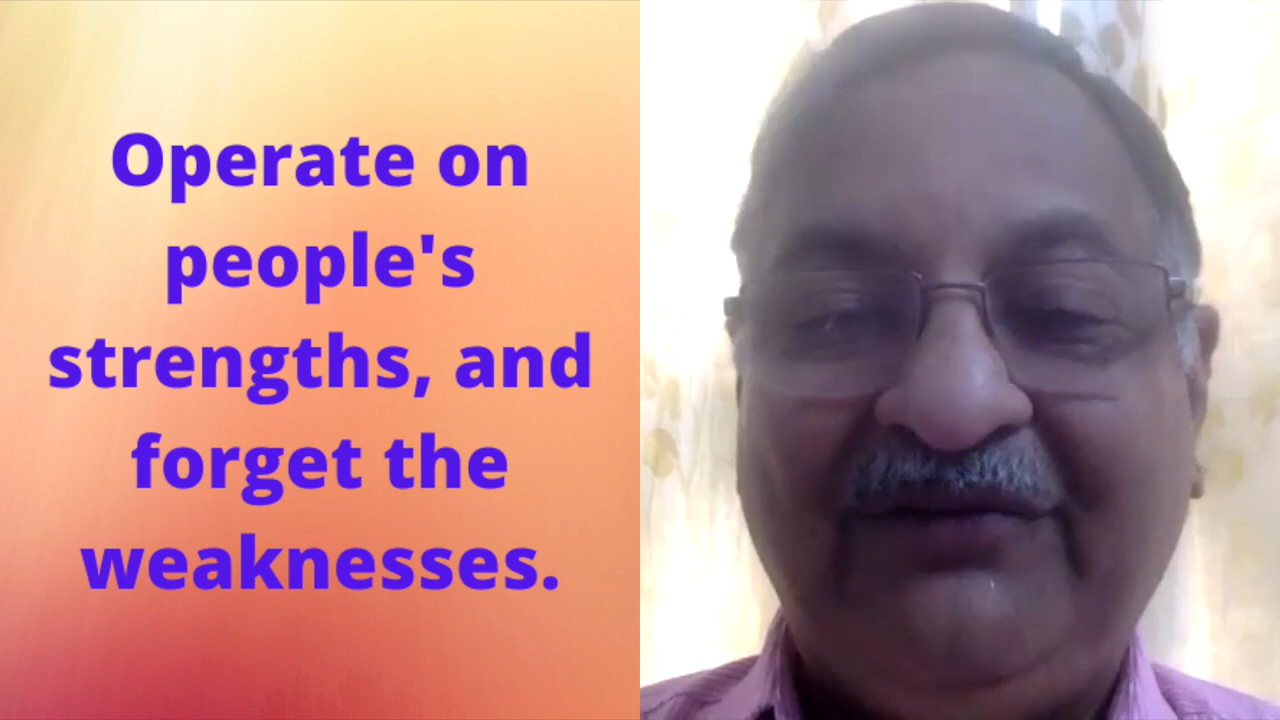 Operate on
people's
strengths, and
forget the
weaknesses.